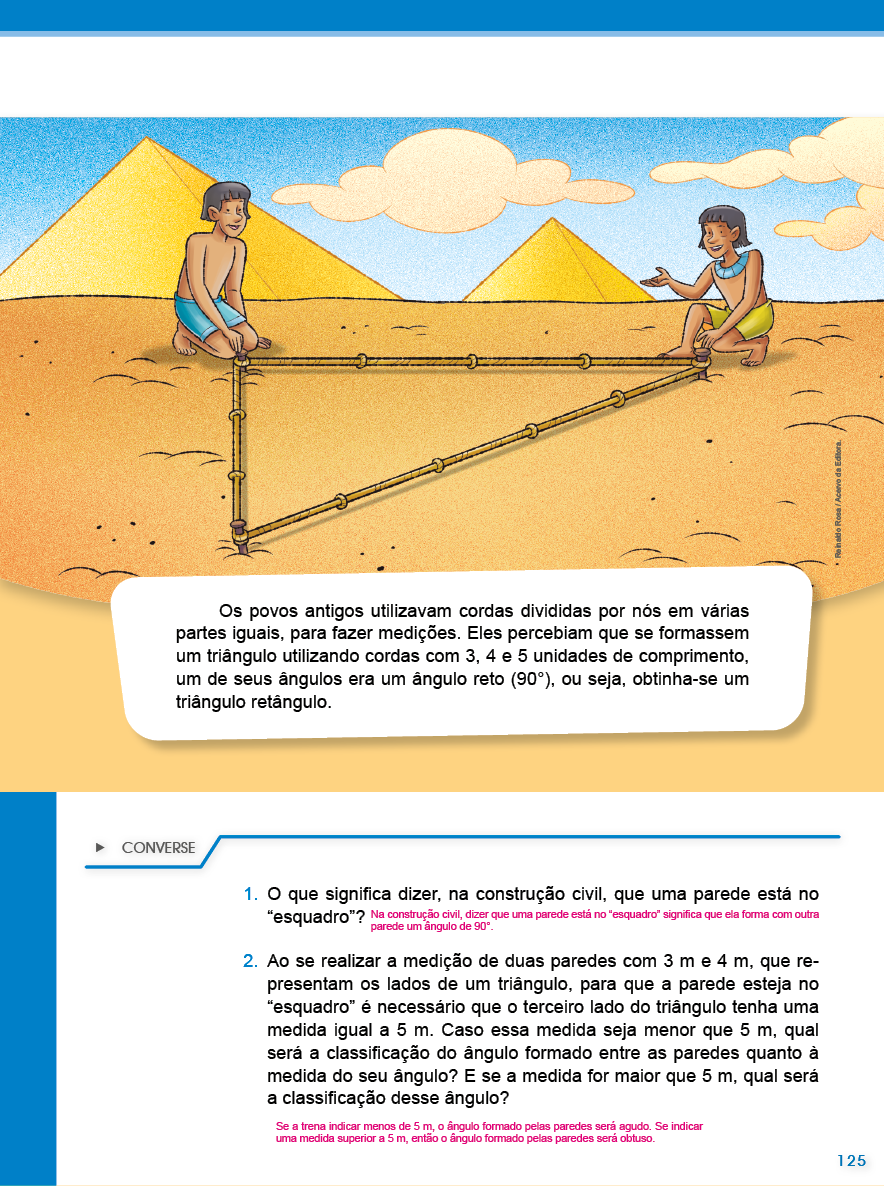 • Reinaldo Rosa / Acervo da Editora.
Os povos antigos utilizavam cordas divididas por nós em várias
partes iguais, para fazer medições. Eles percebiam que se formassem
um triângulo utilizando cordas com 3, 4 e 5 unidades de comprimento,
um de seus ângulos era um ângulo reto (90°), ou seja, obtinha-se um
triângulo retângulo.
► CONVERSE
1. O que significa dizer, na construção civil, que uma parede está no
“esquadro”? Na construção civil, dizer que uma parede está no “esquadro” significa que ela forma com outra
parede um ângulo de 90°.
2. Ao se realizar a medição de duas paredes com 3 m e 4 m, que re-
presentam os lados de um triângulo, para que a parede esteja no
“esquadro” é necessário que o terceiro lado do triângulo tenha uma
medida igual a 5 m. Caso essa medida seja menor que 5 m, qual
será a classificação do ângulo formado entre as paredes quanto à
medida do seu ângulo? E se a medida for maior que 5 m, qual será
a classificação desse ângulo?
Se a trena indicar menos de 5 m, o ângulo formado pelas paredes será agudo. Se indicar
uma medida superior a 5 m, então o ângulo formado pelas paredes será obtuso.
125